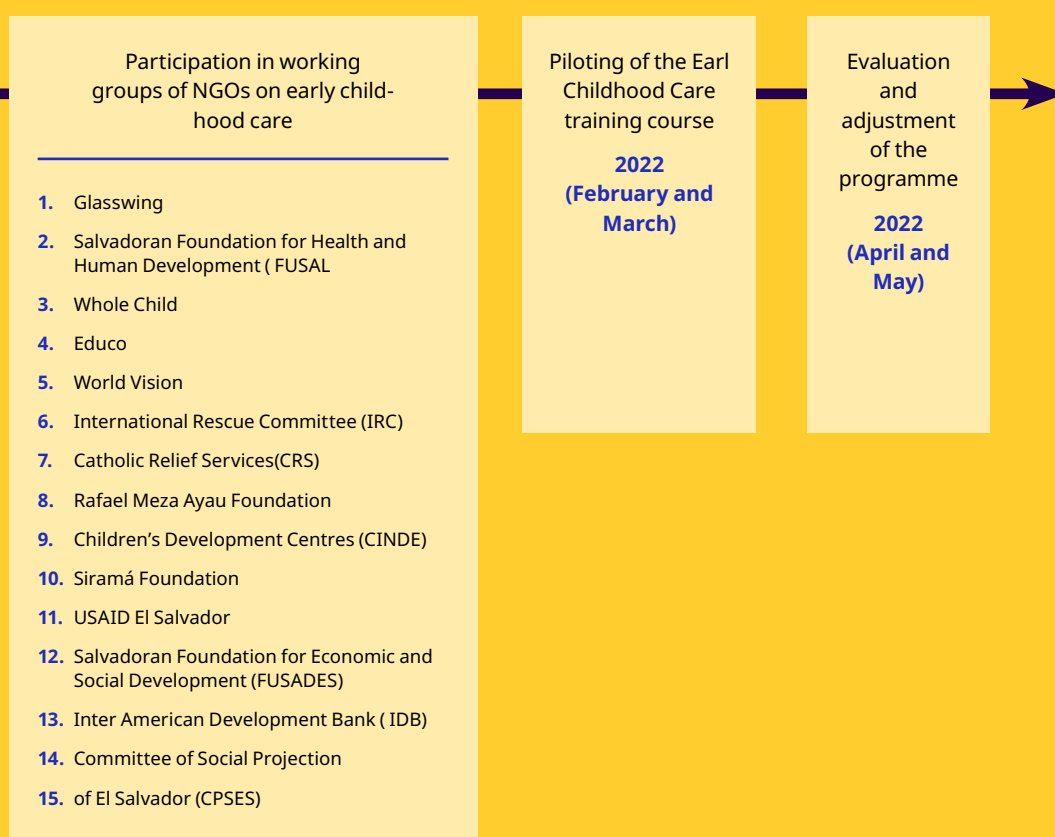 Participation in working
groups of NGOs on early child-
hood care
1. Glasswing
2. Salvadoran Foundation for Health and
Human Development ( FUSAL
3. Whole Child
4. Educo
5. World Vision
6. International Rescue Committee (IRC)
7. Catholic Relief Services(CRS)
8. Rafael Meza Ayau Foundation
9. Children’s Development Centres (CINDE)
10. Siramá Foundation
11. USAID El Salvador
12. Salvadoran Foundation for Economic and
Social Development (FUSADES)
13. Inter American Development Bank ( IDB)
14. Committee of Social Projection
15. of El Salvador (CPSES)
Piloting of the Earl
Childhood Care
training course
2022
(February and
March)
Evaluation
and
adjustment
of the
programme
2022
(April and
May)